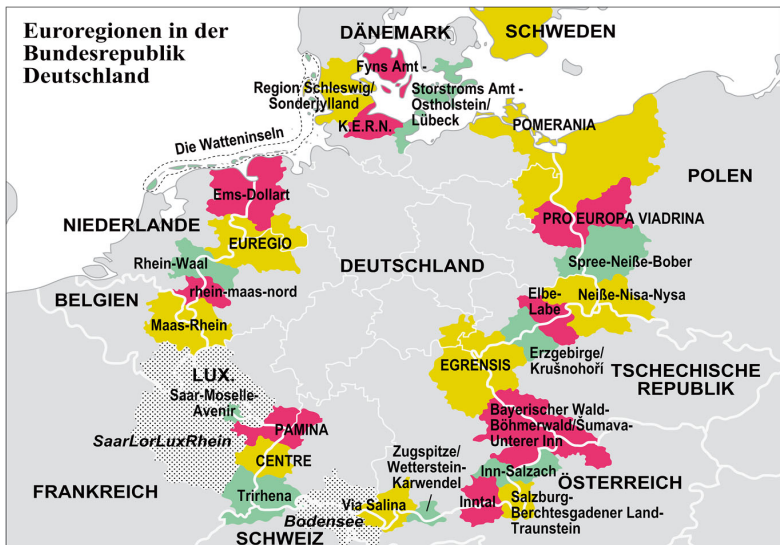 Euroregionen in der
Bundesrepublik
Deutschland
DÄNEMARK
SCHWEDEN
Fyns Amt -
Region Schleswig/
Sonderjylland
Storstroms Amt -
Ostholstein/
Lübeck
K.E.R.N.
POMERANIA
Die Watteninseln
POLEN
Ems-Dollart
PRO EUROPA VIADRINA
NIEDERLANDE
EUREGIO
Rhein-Waal
DEUTSCHLAND
Spree-Neiße-Bober
rhein-maas-nord
BELGIEN
Elbe-
Labe
Neiße-Nisa-Nysa
Maas-Rhein
Erzgebirge/
Krušnohoří
EGRENSIS
TSCHECHISCHE
REPUBLIK
LUX.
Saar-Moselle-
Avenir
Bayerischer Wald-
Böhmerwald/Šumava-
Unterer Inn
PAMINA
SaarLorLuxRhein
CENTRE
Zugspitze/
Wetterstein-
Karwendel
Inn-Salzach
ÖSTERREICH
FRANKREICH
Trirhena
Via Salina
Inntal
Salzburg-
Berchtesgadener Land-
Traunstein
Bodensee
SCHWEIZ